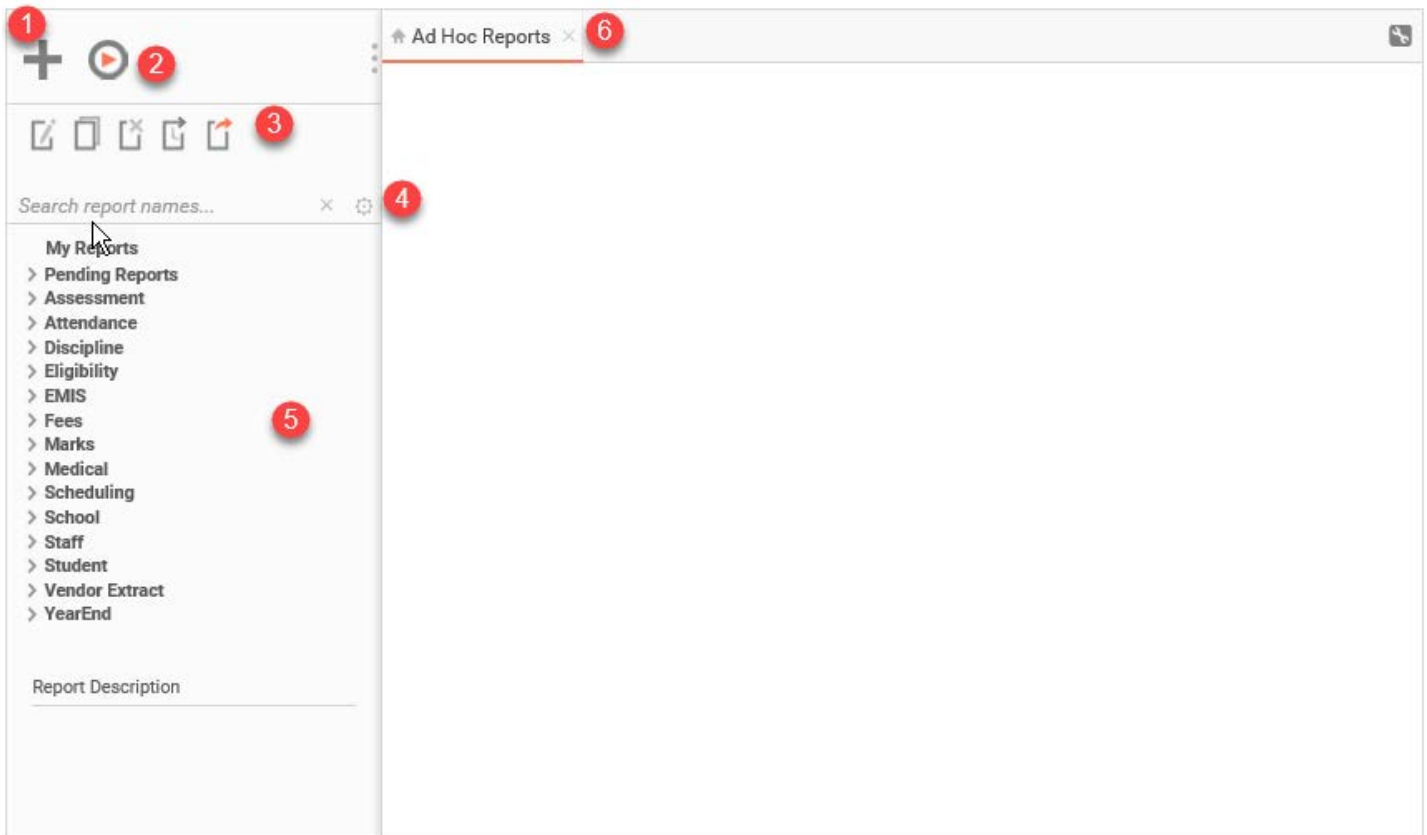 1
2
Ad Hoc Reports
6
3
Search report names...
4
My Reports
Pending Reports
Assessment
Attendance
Discipline
Eligibility
EMIS
Fees
5
Marks
Medical
Scheduling
School
Staff
Student
Vendor Extract
YearEnd
Report Description